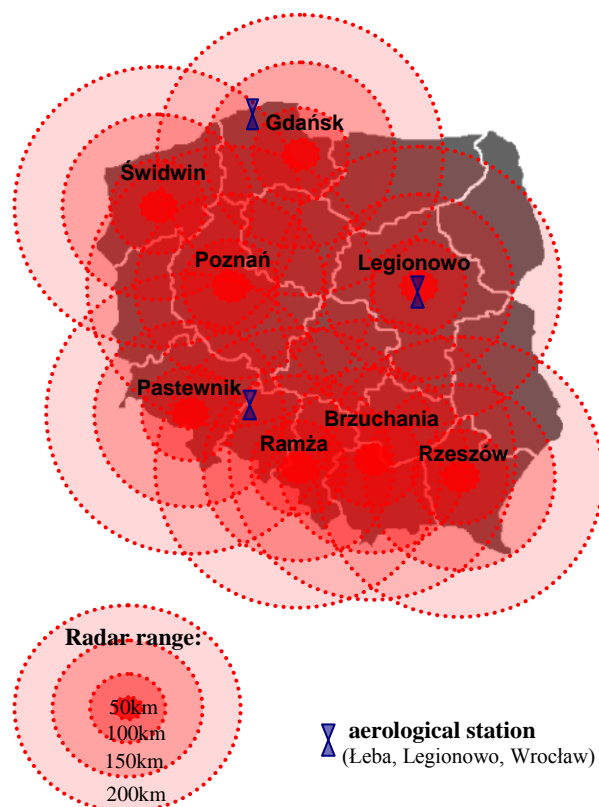 Gdańsk
Świdwin
Poznań
Legionowo
Pastewnik
Brzuchania
Ramża
Rzeszów
Radar range:
50km
100km
150km
200km
aerological station
(Łeba, Legionowo, Wrocław)